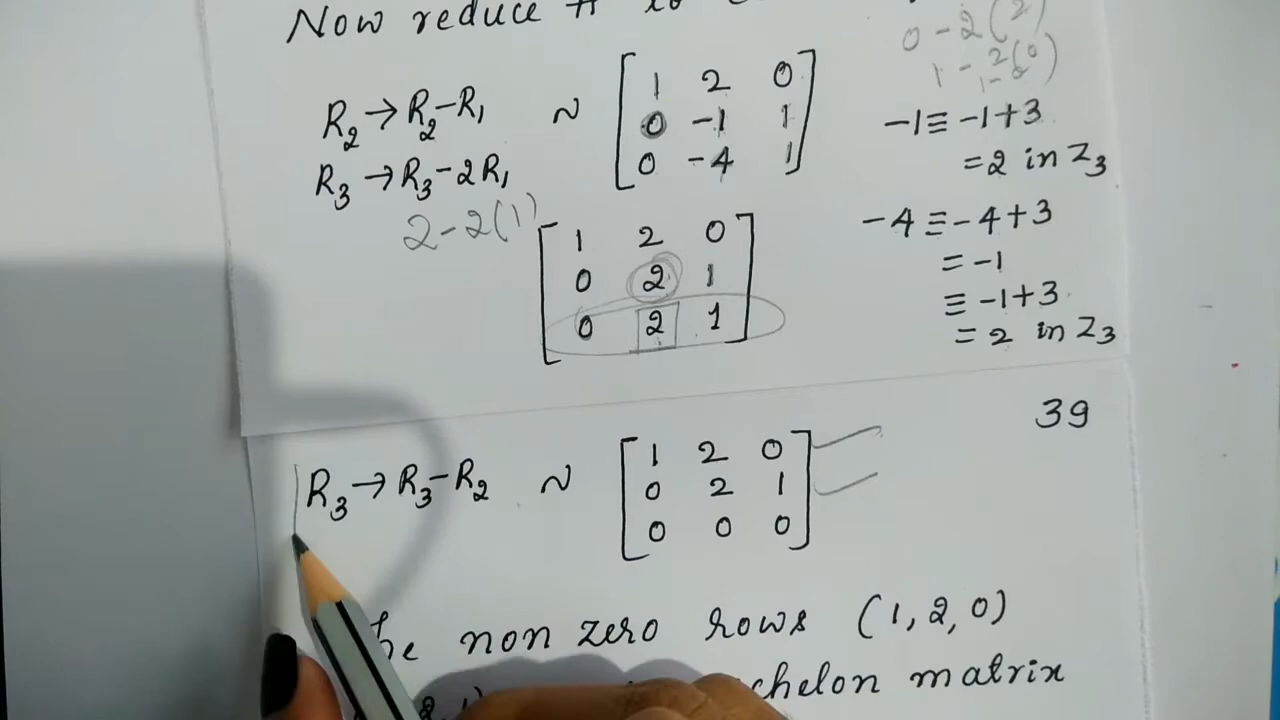 Now reduce A to
0 - 2(2)
1 - 2(0)
1 - 0
R2 → R2-R1 ~ [1 2 0
R3 → R3-2R1 0 -1 1
0 -4 1]
-1 ≡ -1+3
= 2 in Z3
2-2(1)
[1 2 0
0 2 1
0 2 1]
-4 ≡ -4+3
= -1
≡ -1+3
= 2 in Z3
39
R3 → R3-R2 ~ [1 2 0
0 2 1
0 0 0]
non zero rows (1, 2, 0)
matrix